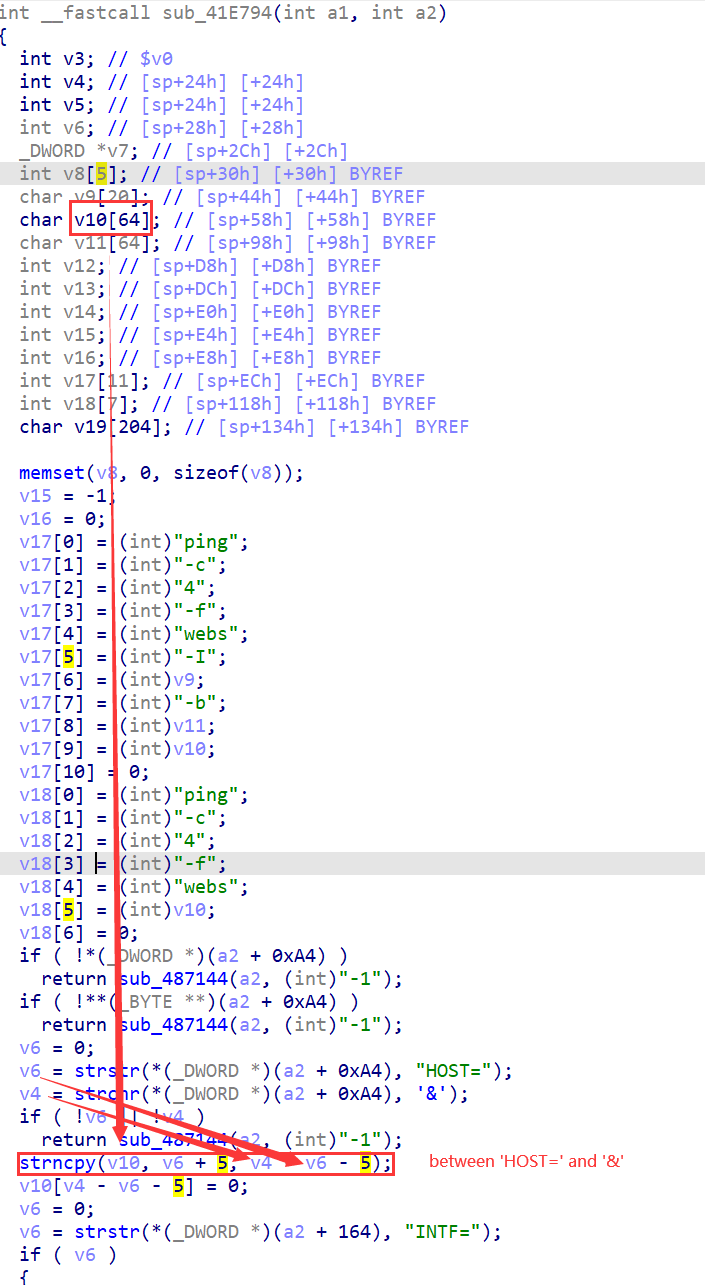 int __fastcall sub_41E794(int a1, int a2)
{
  int v3; // $v0
  int v4; // [sp+24h] [+24h]
  int v5; // [sp+24h] [+24h]
  int v6; // [sp+28h] [+28h]
  _DWORD *v7; // [sp+2Ch] [+2Ch]
  int v8[5]; // [sp+30h] [+30h] BYREF
  char v9[20]; // [sp+44h] [+44h] BYREF
  char v10[64]; // [sp+58h] [+58h] BYREF
  char v11[64]; // [sp+98h] [+98h] BYREF
  int v12; // [sp+D8h] [+D8h] BYREF
  int v13; // [sp+DCh] [+DCh] BYREF
  int v14; // [sp+E0h] [+E0h] BYREF
  int v15; // [sp+E4h] [+E4h] BYREF
  int v16; // [sp+E8h] [+E8h] BYREF
  int v17[11]; // [sp+ECh] [+ECh] BYREF
  int v18[7]; // [sp+118h] [+118h] BYREF
  char v19[204]; // [sp+134h] [+134h] BYREF
  memset(v8, 0, sizeof(v8));
  v15 = -1;
  v16 = 0;
  v17[0] = (int)"ping";
  v17[1] = (int)"-c";
  v17[2] = (int)"4";
  v17[3] = (int)"-f";
  v17[4] = (int)"webs";
  v17[5] = (int)"-I";
  v17[6] = (int)v9;
  v17[7] = (int)"-b";
  v17[8] = (int)v11;
  v17[9] = (int)v10;
  v17[10] = 0;
  v18[0] = (int)"ping";
  v18[1] = (int)"-c";
  v18[2] = (int)"4";
  v18[3] = (int)"-f";
  v18[4] = (int)"webs";
  v18[5] = (int)v10;
  v18[6] = 0;
  if ( !*(_DWORD *)(a2 + 0xA4) )
    return sub_487144(a2, (int)"-1");
  if ( !**(_BYTE **)(a2 + 0xA4) )
    return sub_487144(a2, (int)"-1");
  v6 = 0;
  v6 = strstr(*(_DWORD *)(a2 + 0xA4), "HOST=");
  v4 = strchr(*(_DWORD *)(a2 + 0xA4), '&');
  if ( !v6 || !v4 )
    return sub_487144(a2, (int)"-1");
  strncpy(v10, v6 + 5, v4 - v6 - 5); between 'HOST=' and '&'
  v10[v4 - v6 - 5] = 0;
  v6 = 0;
  v6 = strstr(*(_DWORD *)(a2 + 164), "INTF=");
  if ( v6 )
  {